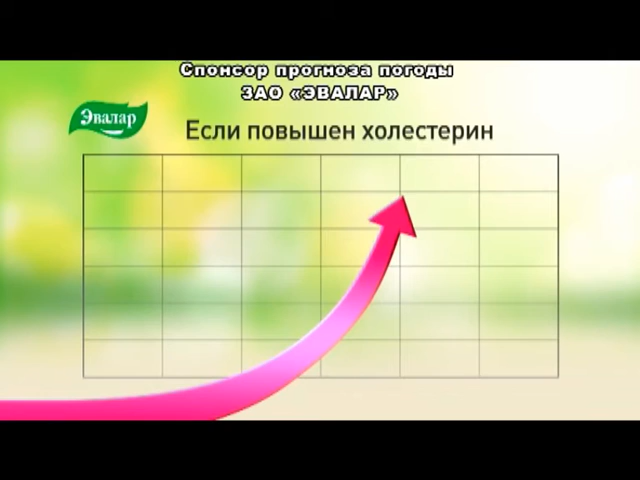 Спонсор прогноза погоды
ЗАО «ЭВАЛАР»
Эвалар
Если повышен холестерин